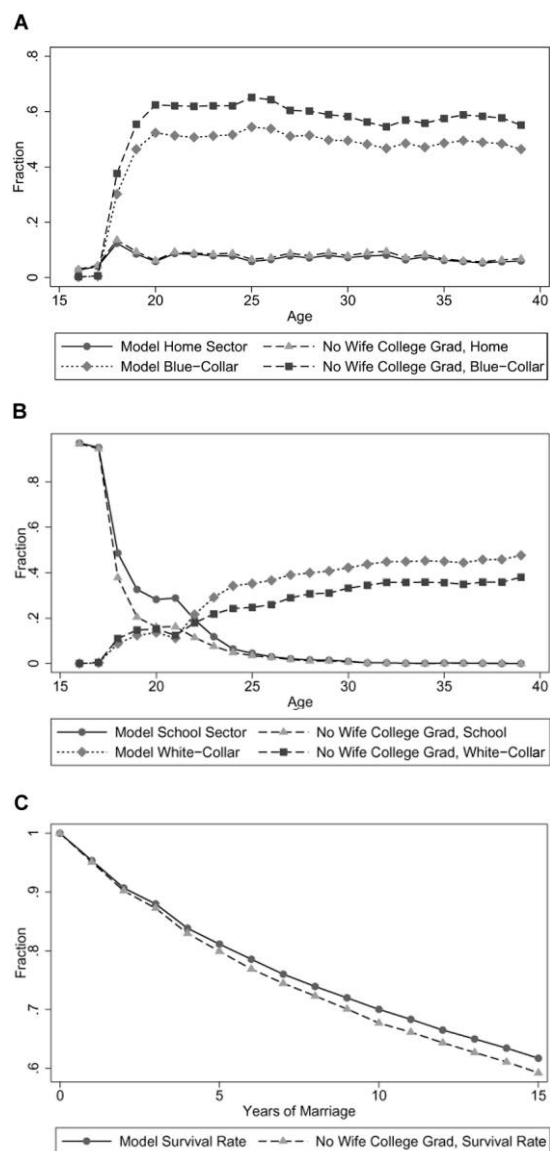 A
.8
.6
.4
.2
0
Fraction
15 20 25 30 35 40
Age
Model Home Sector No Wife College Grad, Home
Model Blue-Collar No Wife College Grad, Blue-Collar
B
.8
.6
.4
.2
0
Fraction
15 20 25 30 35 40
Age
Model School Sector No Wife College Grad, School
Model White-Collar No Wife College Grad, White-Collar
C
1
.9
.8
.7
.6
Fraction
0 5 10 15
Years of Marriage
Model Survival Rate No Wife College Grad, Survival Rate